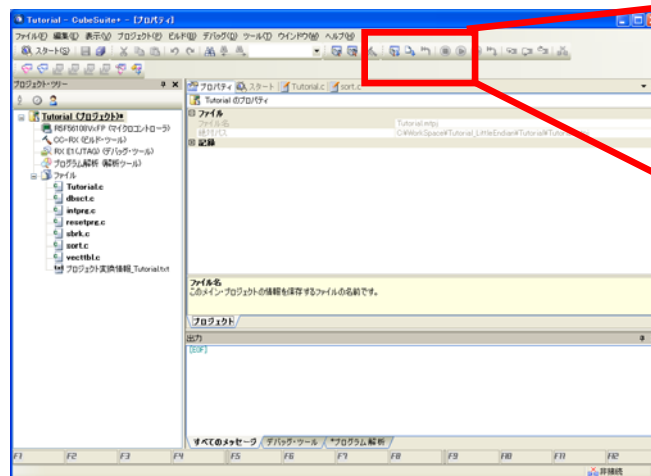 Tutorial - CubeSuite+ - [プロパティ]
ファイル(F) 編集(E) 表示(V) プロジェクト(P) ビルド(B) デバッグ(D) ツール(T) ウインドウ(W) ヘルプ(H)
スタート(S)
プロジェクト・ツリー
プロパティ スタート Tutorial.c sort.c
Tutorial のプロパティ
Tutorial (プロジェクト)*
R5F56108VxFP (マイクロコントローラ)
CC-RX (ビルド・ツール)
RX E1(JTAG) (デバッグ・ツール)
プログラム解析 (解析ツール)
ファイル
Tutorial.c
dbsct.c
intprg.c
resetprg.c
sbrk.c
sort.c
vecttbl.c
プロジェクト変換情報_Tutorial.txt
ファイル
ファイル名 Tutorial.mtpj
絶対パス
記録
ファイル名
このメイン・プロジェクトの情報を保存するファイルの名前です。
プロジェクト
出力
[EOF]
すべてのメッセージ デバッグ・ツール *プログラム解析
F1 F2 F3 F4 F5 F6 F7 F8 F9 F10 F11 F12
非接続